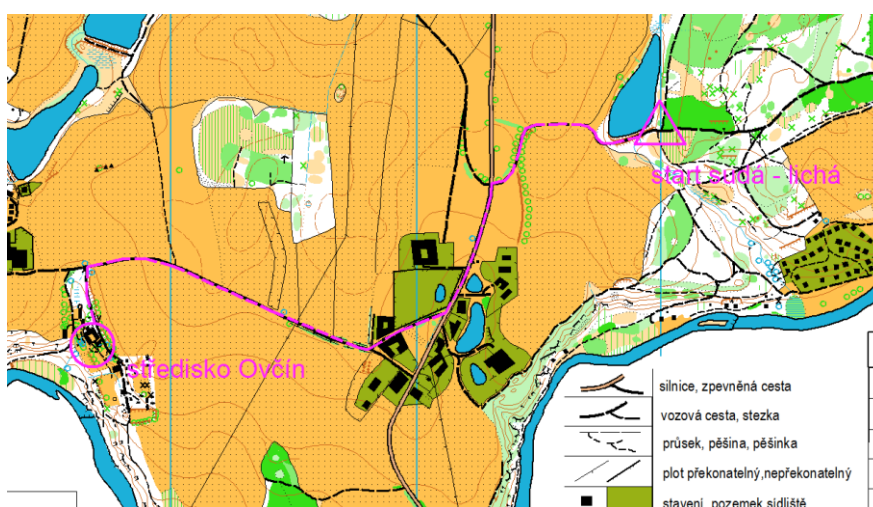 start sudá - lichá
středisko Ovčín
silnice, zpevněná cesta
vozová cesta, stezka
průsek, pěšina, pěšinka
plot překonatelný,nepřekonatelný
stavení, pozemek sídliště